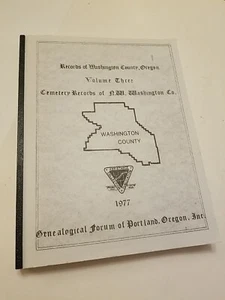 Records of Washington County, Oregon
Volume Three
Cemetery Records of N.W. Washington Co.
WASHINGTON
COUNTY
1977
Genealogical Forum of Portland, Oregon, Inc.